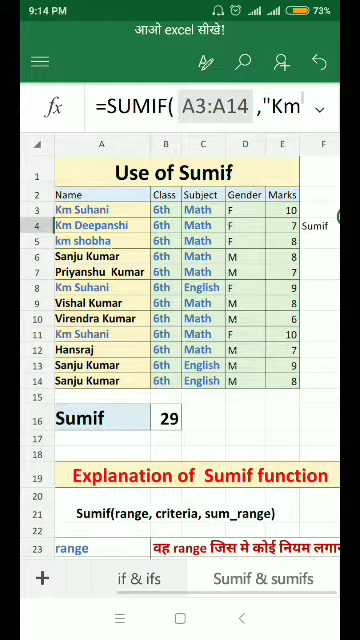 9:14 PM 73%
आओ excel सीखे!
fx =SUMIF( A3:A14 ,"Km
A B C D E F
1 Use of Sumif
2 Name Class Subject Gender Marks
3 Km Suhani 6th Math F 10
4 Km Deepanshi 6th Math F 7 Sumif
5 km shobha 6th Math F 8
6 Sanju Kumar 6th Math M 8
7 Priyanshu Kumar 6th Math M 7
8 Km Suhani 6th English F 9
9 Vishal Kumar 6th Math M 8
10 Virendra Kumar 6th Math M 6
11 Km Suhani 6th Math F 10
12 Hansraj 6th Math M 7
13 Sanju Kumar 6th English M 9
14 Sanju Kumar 6th English M 8
15
16 Sumif 29
17
18
19 Explanation of Sumif function
20
21 Sumif(range, criteria, sum_range)
22
23 range वह range जिस मे कोई नियम लगा
+ if & ifs Sumif & sumifs